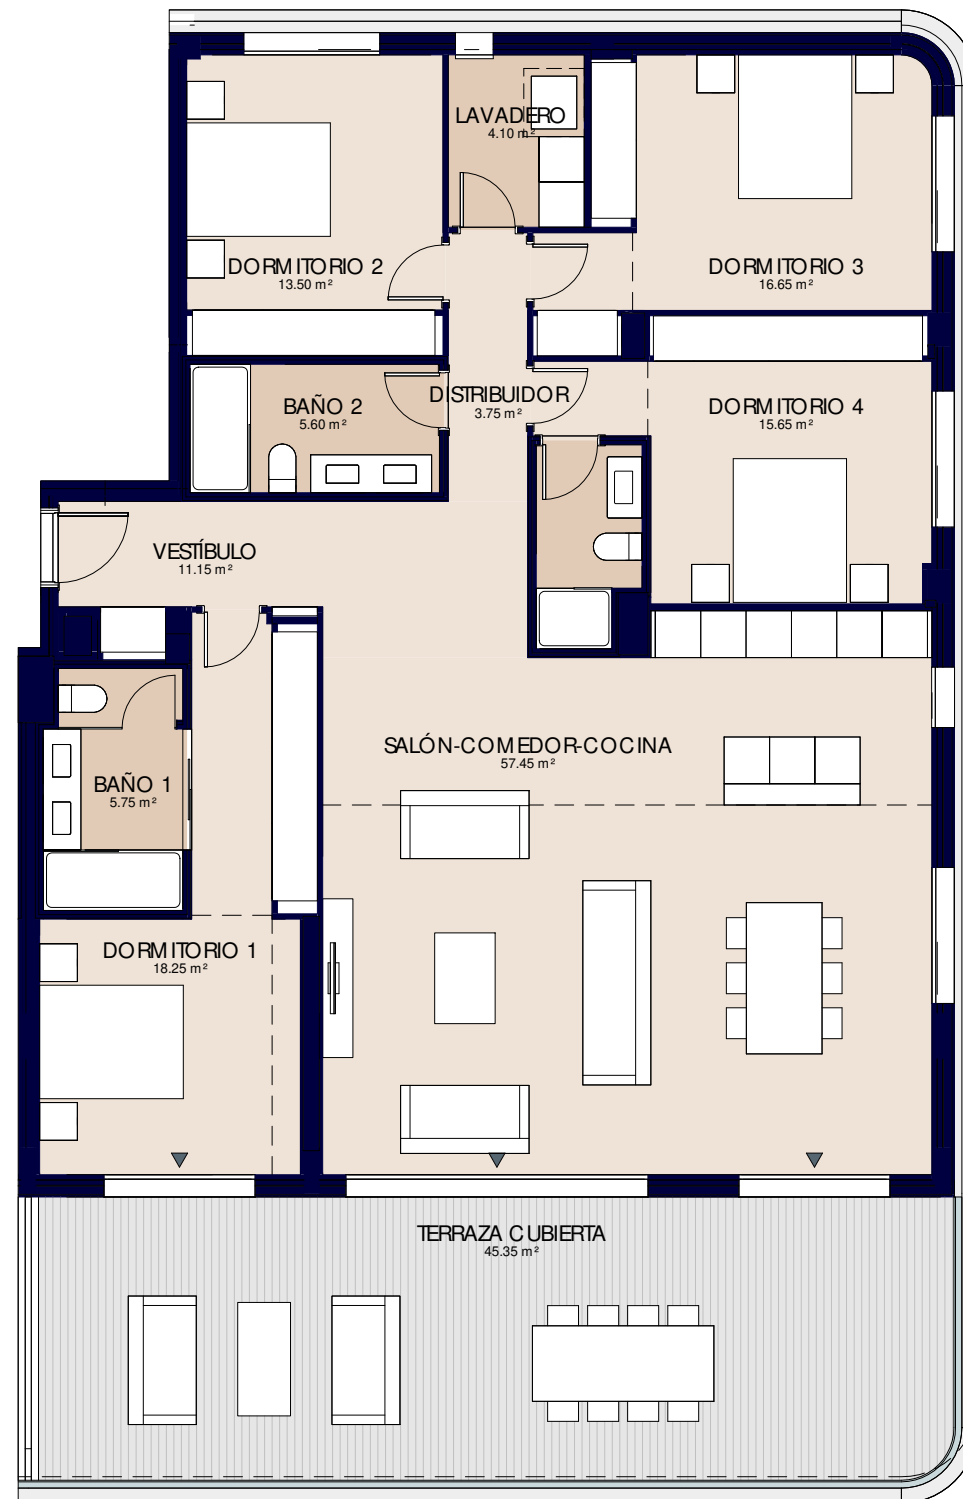 LAVADERO
4.10 m²
DORMITORIO 2
13.50 m²
DORMITORIO 3
16.65 m²
BAÑO 2
5.60 m²
DISTRIBUIDOR
3.75 m²
DORMITORIO 4
15.65 m²
VESTÍBULO
11.15 m²
SALÓN-COMEDOR-COCINA
57.45 m²
BAÑO 1
5.75 m²
DORMITORIO 1
18.25 m²
TERRAZA CUBIERTA
45.35 m²